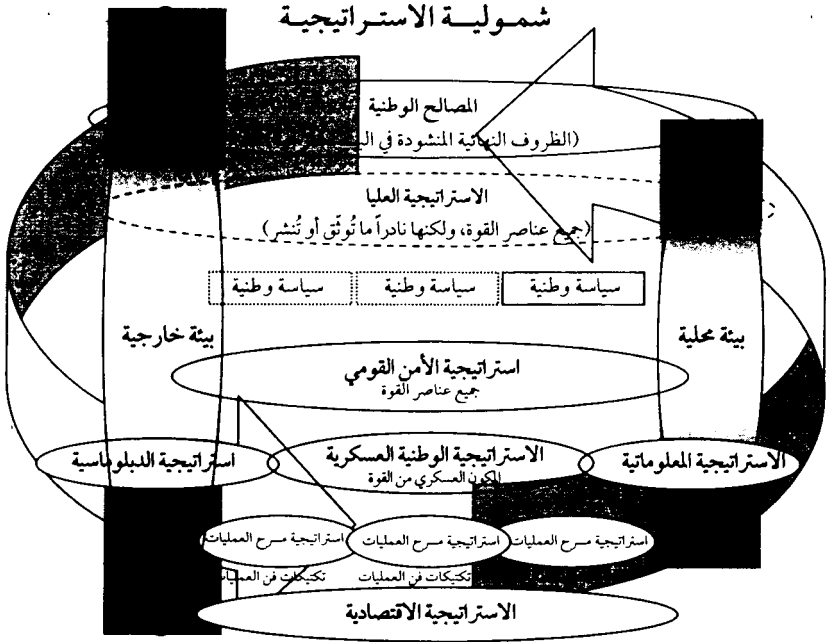 شمولية الاستراتيجية
المصالح الوطنية
(الظروف النهائية المنشودة في
الاستراتيجية العليا
(جميع عناصر القوة، ولكنها نادراً ما تُوثّق أو تُنشر)
سياسة وطنية
سياسة وطنية
سياسة وطنية
بيئة محلية
بيئة خارجية
استراتيجية الأمن القومي
جميع عناصر القوة
الاستراتيجية المعلوماتية
الاستراتيجية الوطنية العسكرية
المكون العسكري من القوة
استراتيجية الدبلوماسية
استراتيجية مسرح العمليات
استراتيجية مسرح العمليات
استراتيجية مسرح العمليات
تكتيكات فن العمليات
تكتيكات فن العمليات
الاستراتيجية الاقتصادية